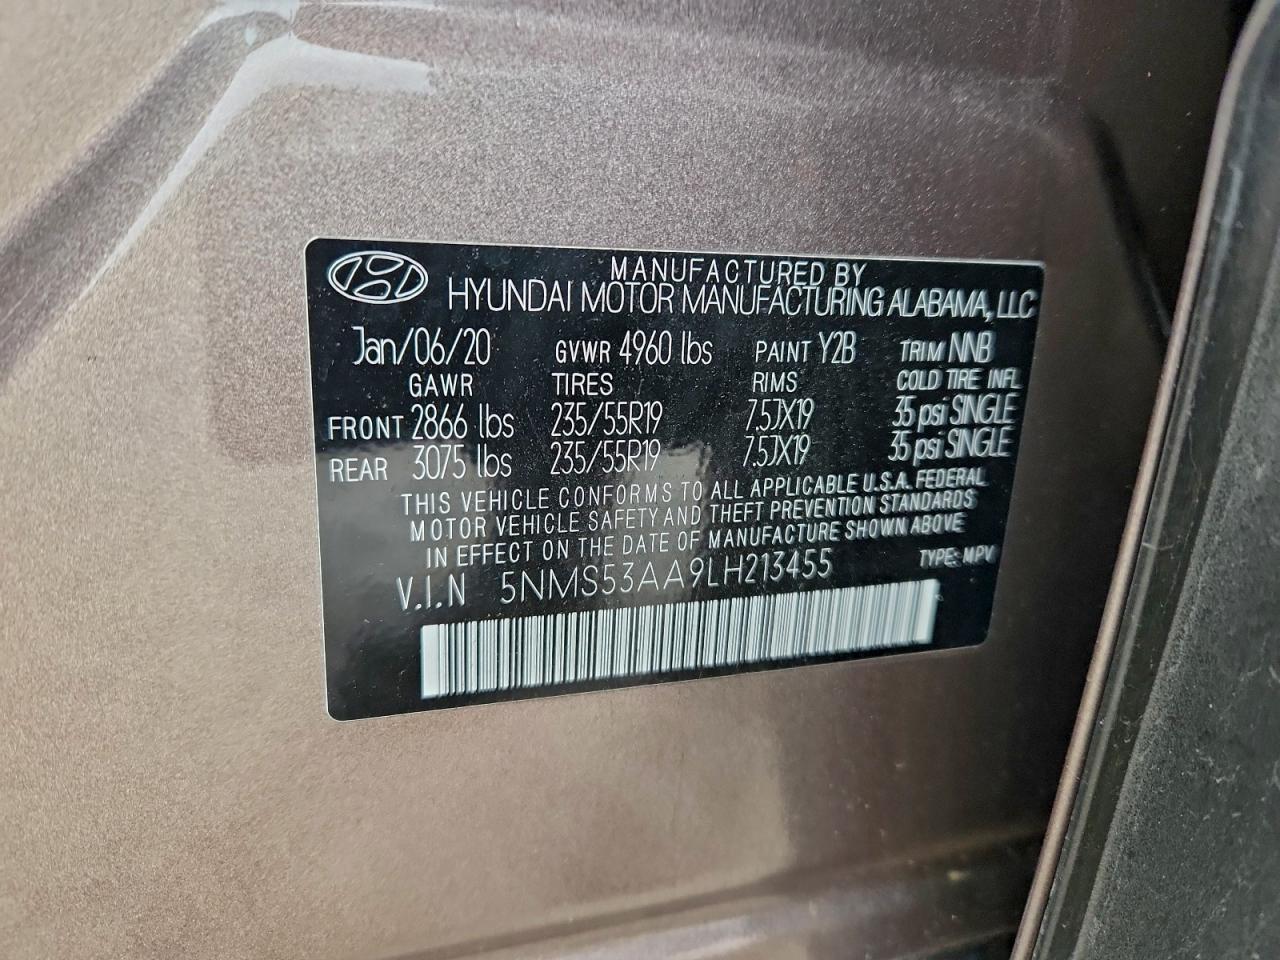 MANUFACTURED BY
HYUNDAI MOTOR MANUFACTURING ALABAMA, LLC
Jan/06/20 GVWR 4960 lbs PAINT Y2B TRIM NNB
GAWR TIRES RIMS COLD TIRE INFL
FRONT 2866 lbs 235/55R19 7.5JX19 35 psi SINGLE
REAR 3075 lbs 235/55R19 7.5JX19 35 psi SINGLE
THIS VEHICLE CONFORMS TO ALL APPLICABLE U.S.A. FEDERAL
MOTOR VEHICLE SAFETY AND THEFT PREVENTION STANDARDS
IN EFFECT ON THE DATE OF MANUFACTURE SHOWN ABOVE
V.I.N 5NMS53AA9LH213455 TYPE: MPV